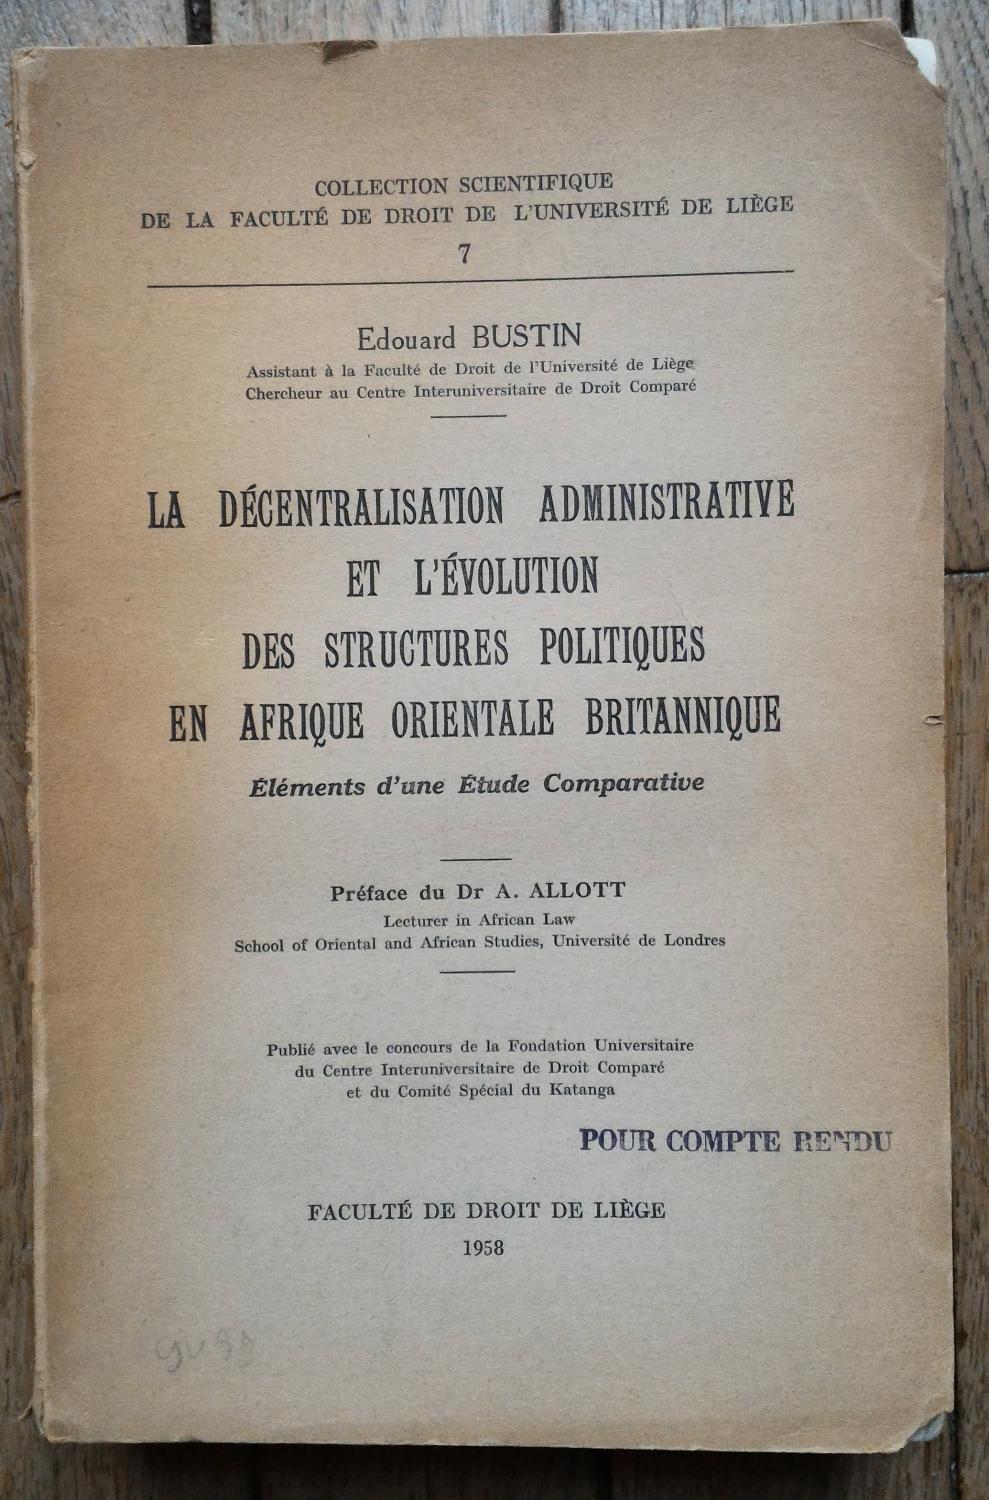 COLLECTION SCIENTIFIQUE
DE LA FACULTÉ DE DROIT DE L'UNIVERSITÉ DE LIÈGE
7
Edouard BUSTIN
Assistant à la Faculté de Droit de l'Université de Liège
Chercheur au Centre Interuniversitaire de Droit Comparé
LA DÉCENTRALISATION ADMINISTRATIVE
ET L'ÉVOLUTION
DES STRUCTURES POLITIQUES
EN AFRIQUE ORIENTALE BRITANNIQUE
Éléments d'une Étude Comparative
Préface du Dr A. ALLOTT
Lecturer in African Law
School of Oriental and African Studies, Université de Londres
Publié avec le concours de la Fondation Universitaire
du Centre Interuniversitaire de Droit Comparé
et du Comité Spécial du Katanga
POUR COMPTE RENDU
FACULTÉ DE DROIT DE LIÈGE
1958